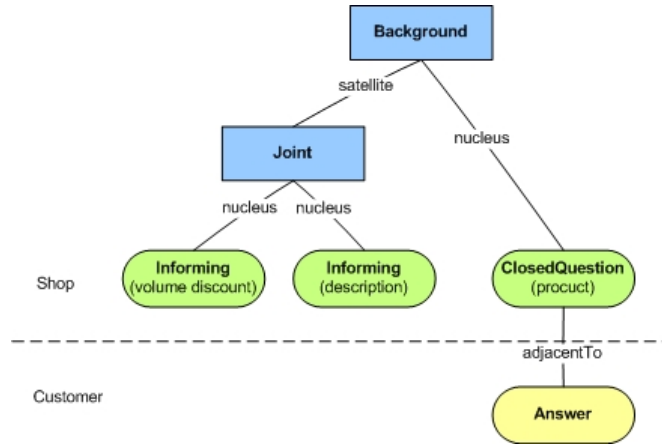 Background
satellite
nucleus
Joint
nucleus
nucleus
Shop
Informing
(volume discount)
Informing
(description)
ClosedQuestion
(procuct)
adjacentTo
Customer
Answer